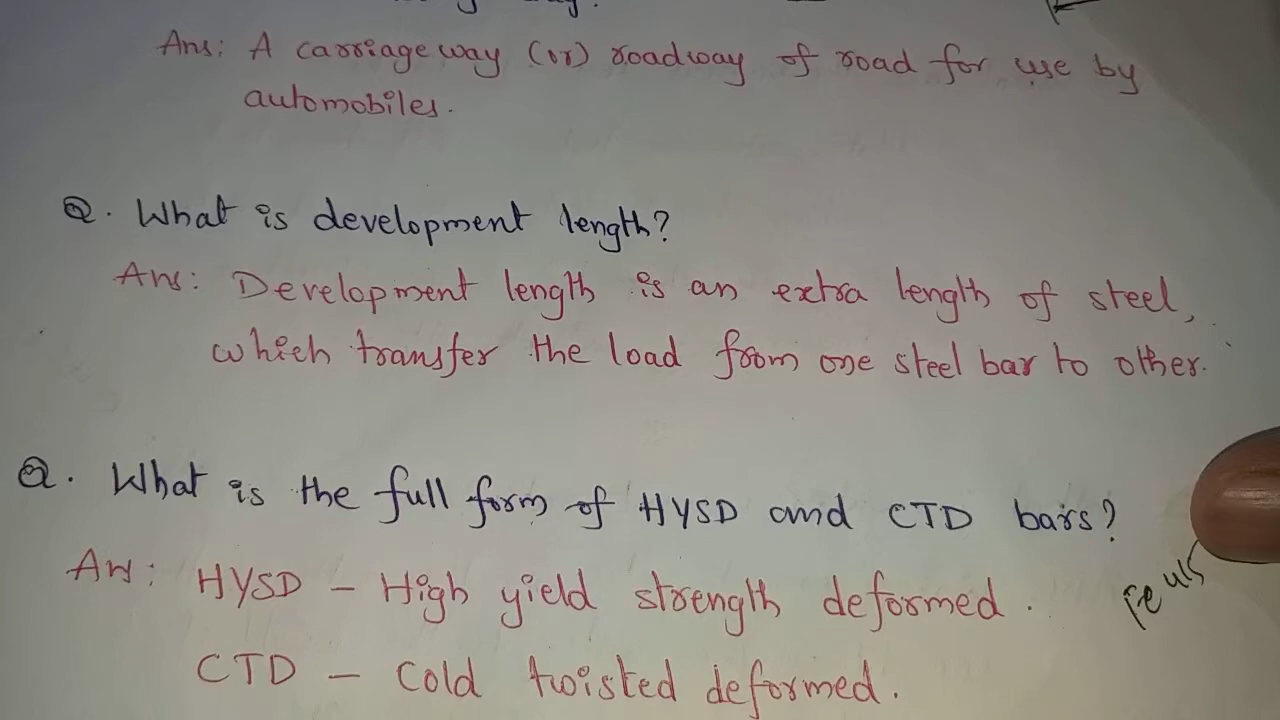 Ans: A carriage way (or) roadway of road for use by
automobiles.
Q. What is development length?
Ans: Development length is an extra length of steel,
which transfer the load from one steel bar to other.
Q. What is the full form of HYSD and CTD bars?
Ans: HYSD - High yield strength deformed.
Fe 415
CTD - Cold twisted deformed.